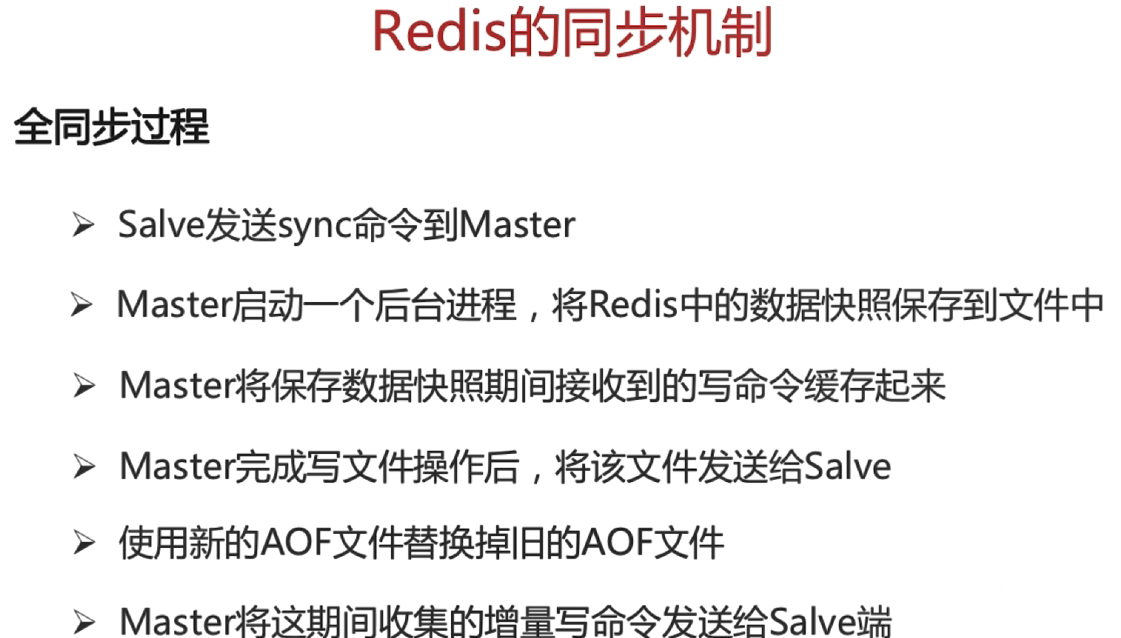 Redis的同步机制
全同步过程
➢ Salve发送sync命令到Master
➢ Master启动一个后台进程，将Redis中的数据快照保存到文件中
➢ Master将保存数据快照期间接收到的写命令缓存起来
➢ Master完成写文件操作后，将该文件发送给Salve
➢ 使用新的AOF文件替换掉旧的AOF文件
➢ Master将这期间收集的增量写命令发送给Salve端